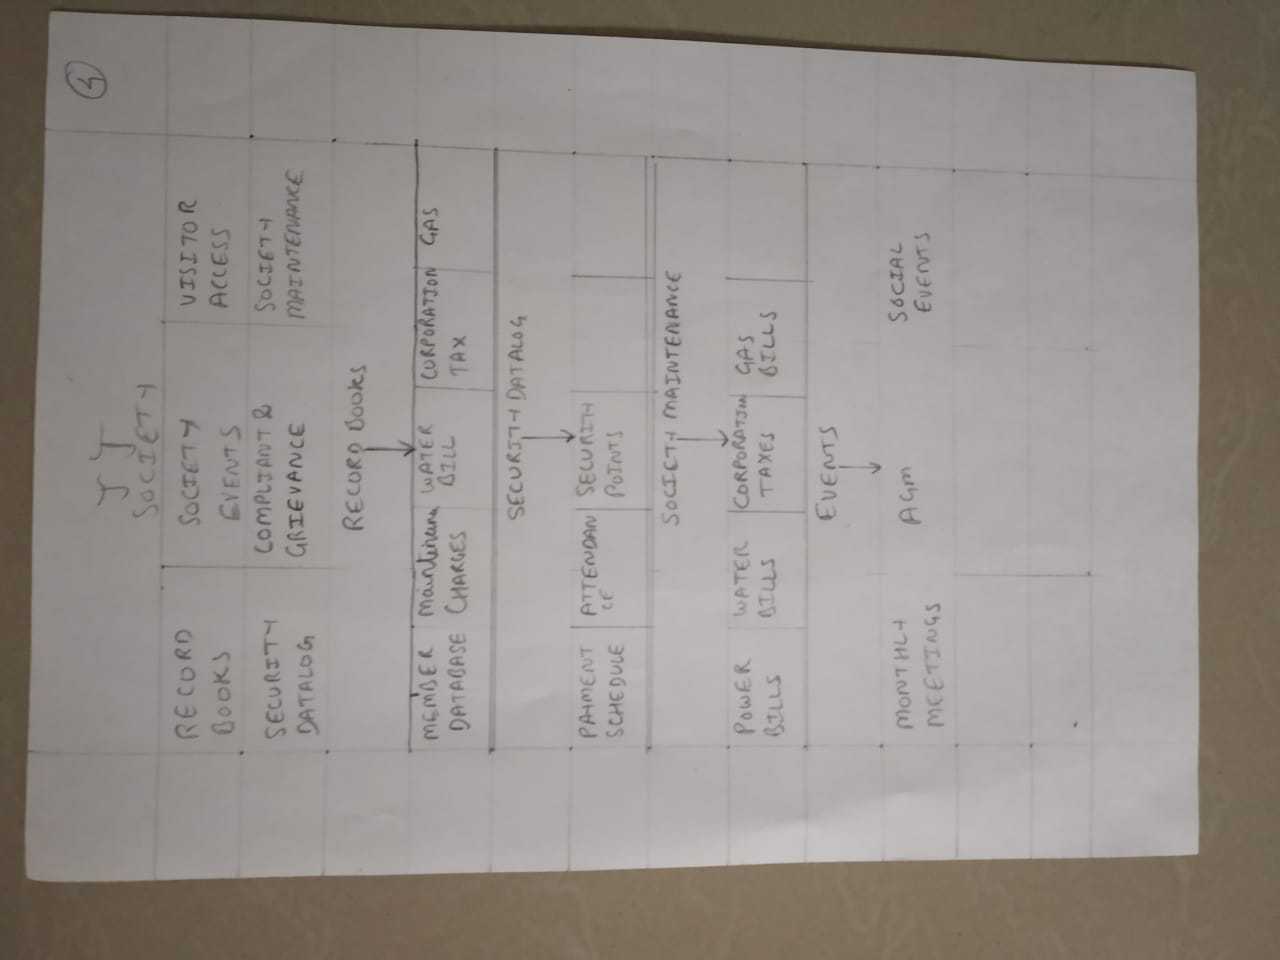 4
J J
SOCIETY
RECORD BOOKS
SOCIETY EVENTS
VISITOR ACCESS
SECURITY DATALOG
COMPLIANT & GRIEVANCE
SOCIETY MAINTENANCE
RECORD BOOKS
MEMBER DATABASE
Maintenance CHARGES
WATER BILL
CORPORATION TAX
GAS
SECURITY DATALOG
PAYMENT SCHEDULE
ATTENDANCE
SECURITY POINTS
SOCIETY MAINTENANCE
POWER BILLS
WATER BILLS
CORPORATION TAXES
GAS BILLS
EVENTS
MONTHLY MEETINGS
AGM
SOCIAL EVENTS